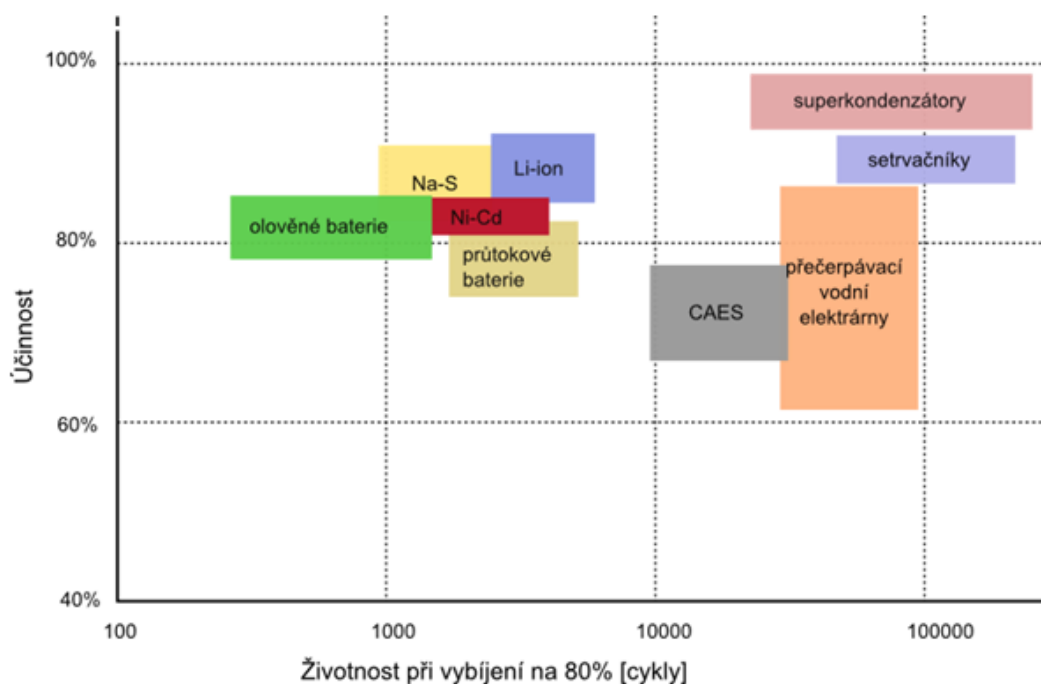 100%
superkondenzátory
setrvačníky
Li-ion
Na-S
Ni-Cd
olověné baterie
80%
průtokové
baterie
přečerpávací
vodní
elektrárny
CAES
Účinnost
60%
40%
100
1000
10000
100000
Životnost při vybíjení na 80% [cykly]